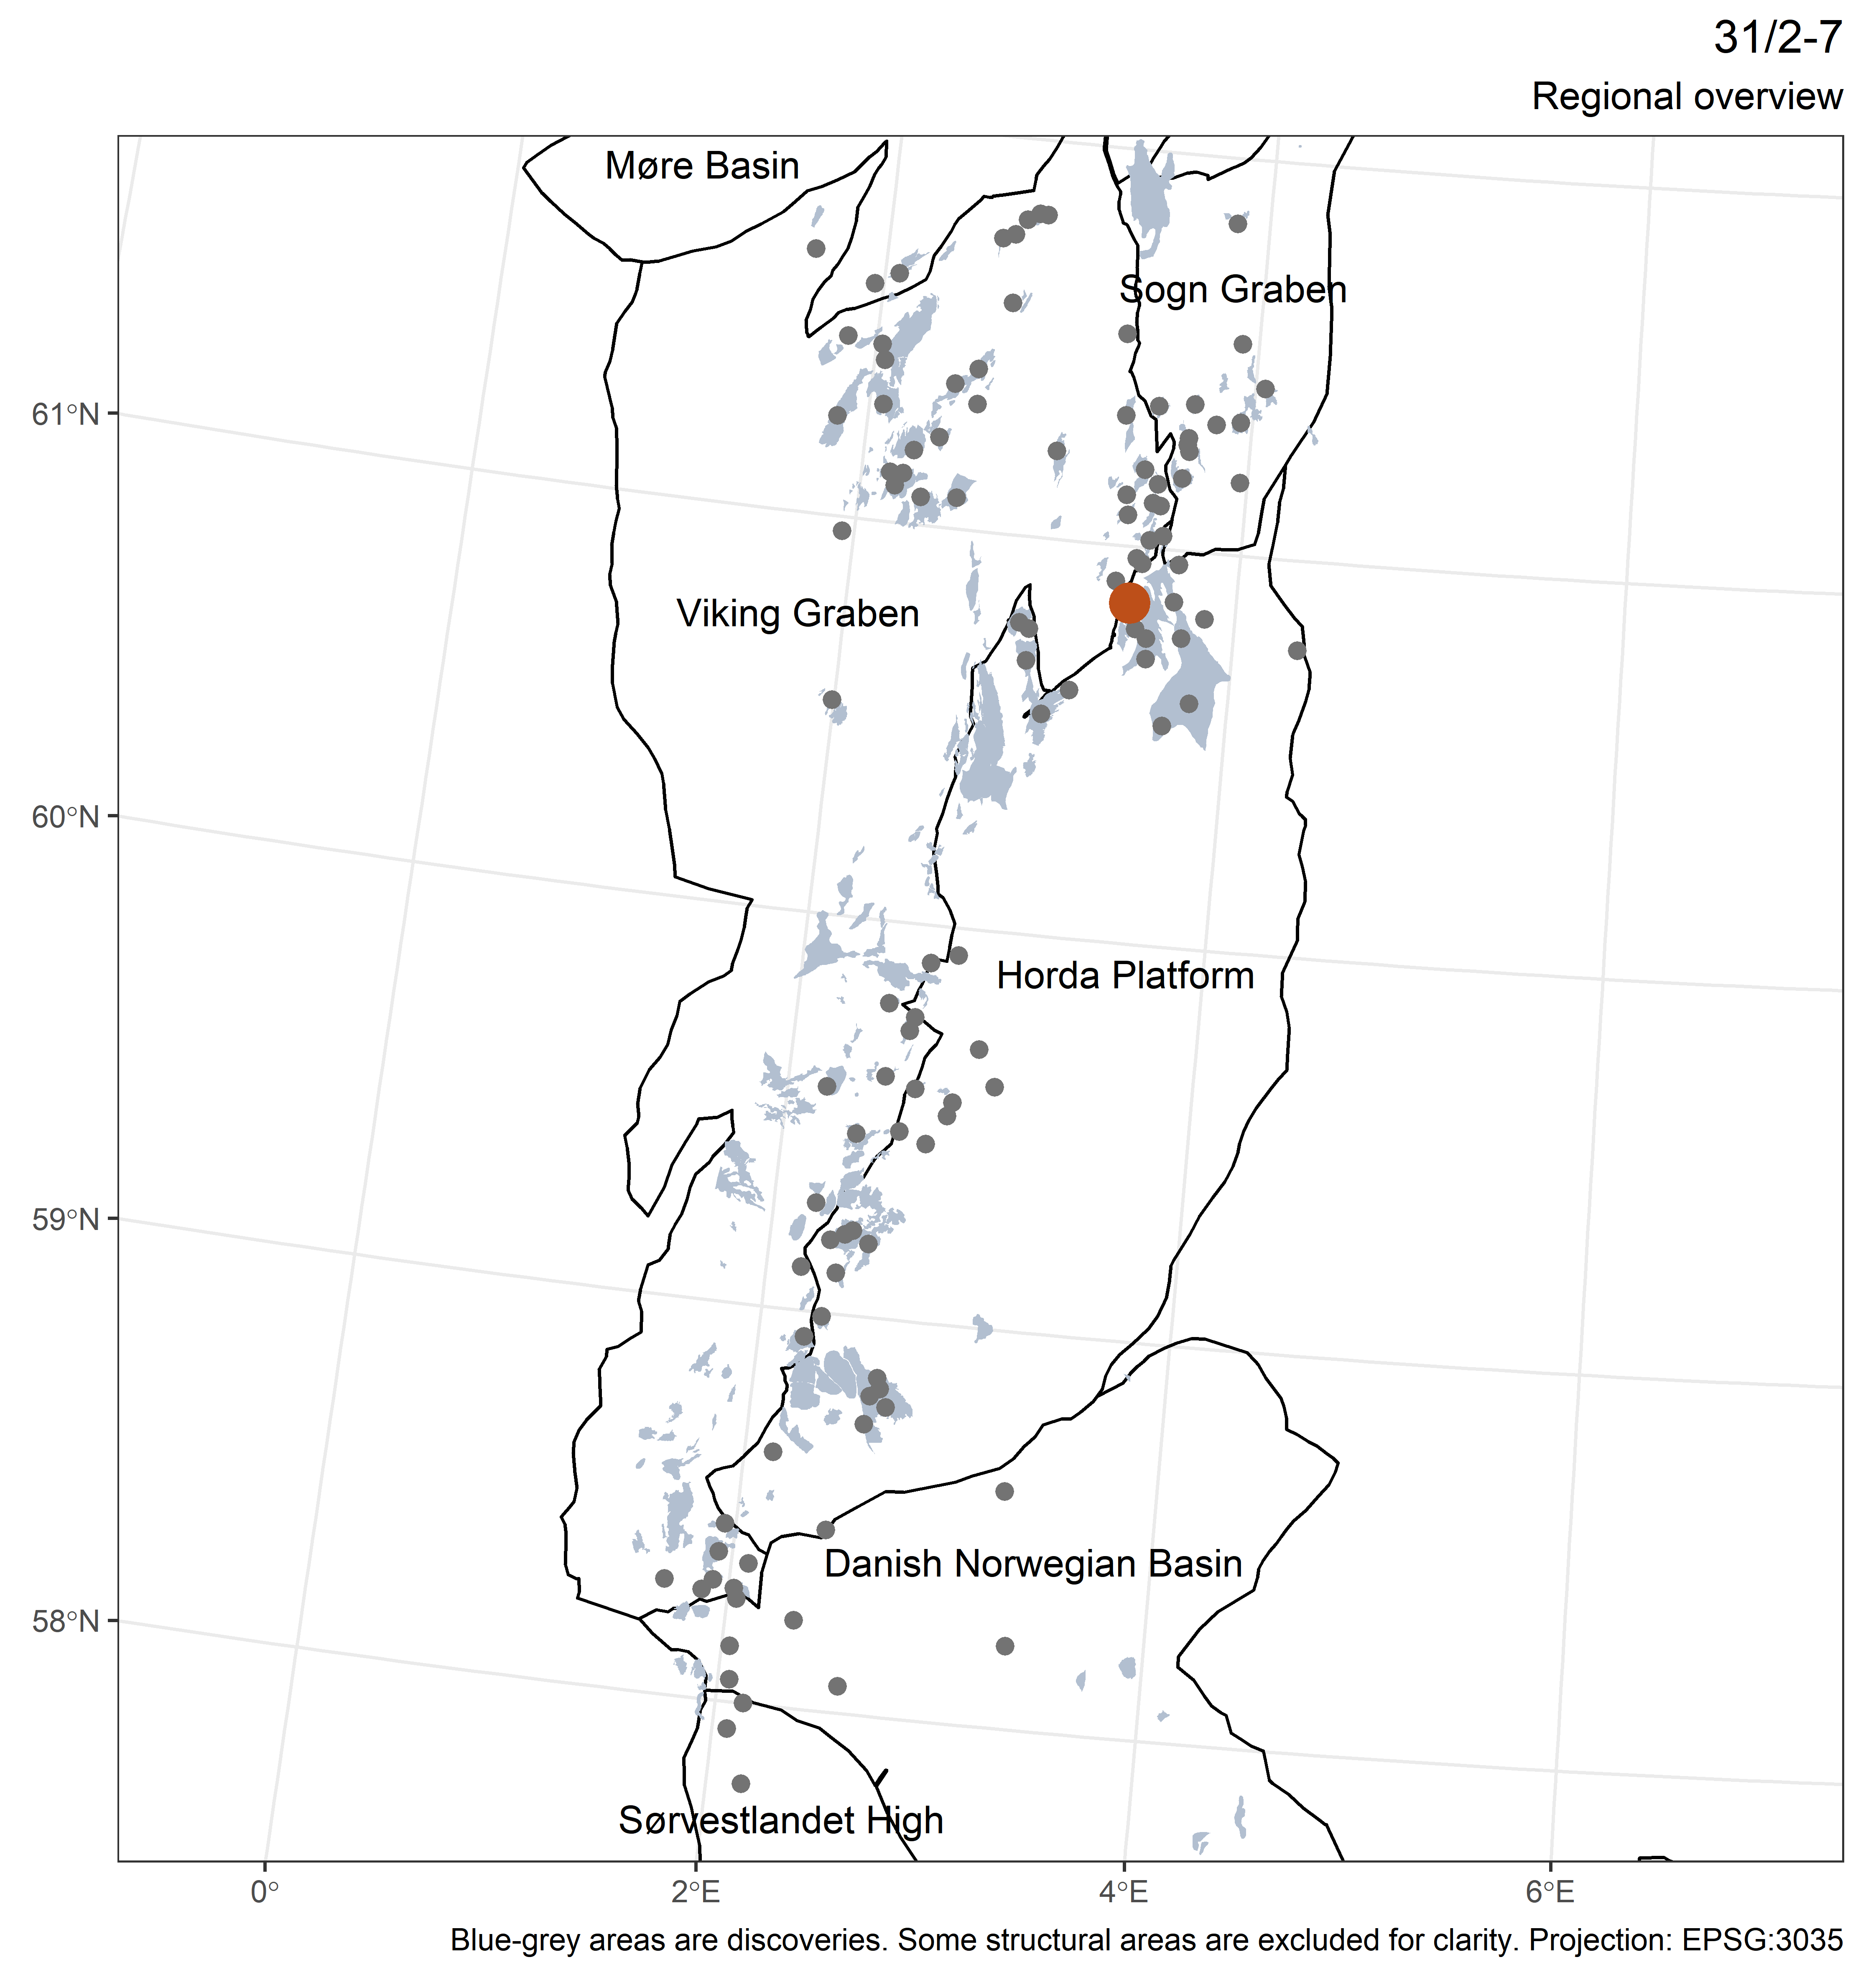 31/2-7
Regional overview
Møre Basin
Sogn Graben
61°N
Viking Graben
60°N
Horda Platform
59°N
Danish Norwegian Basin
58°N
Sørvestlandet High
0° 2°E 4°E 6°E
Blue-grey areas are discoveries. Some structural areas are excluded for clarity. Projection: EPSG:3035